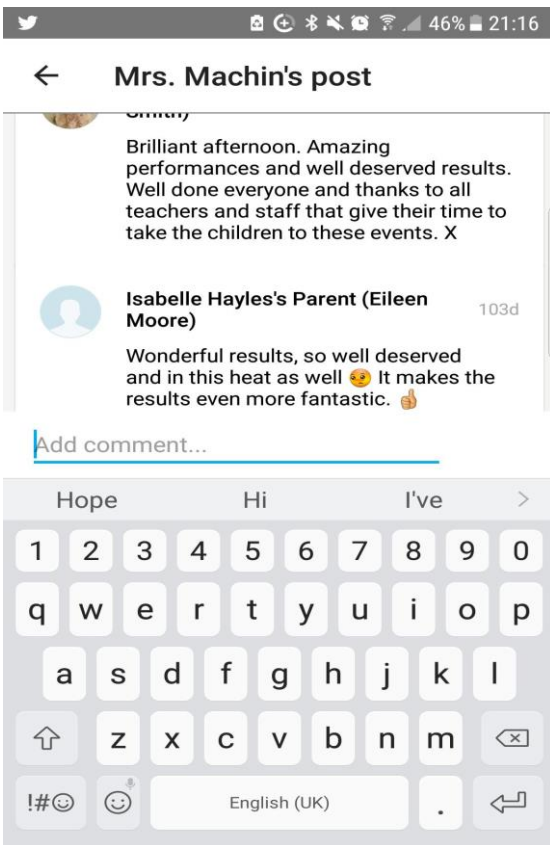 46% 21:16
Mrs. Machin's post
Smith)
Brilliant afternoon. Amazing
performances and well deserved results.
Well done everyone and thanks to all
teachers and staff that give their time to
take the children to these events. X
Isabelle Hayles's Parent (Eileen
Moore)
103d
Wonderful results, so well deserved
and in this heat as well 🤕 It makes the
results even more fantastic. 👍
Add comment...
Hope Hi I've >
1 2 3 4 5 6 7 8 9 0
q w e r t y u i o p
a s d f g h j k l
z x c v b n m
!#☺ English (UK) .